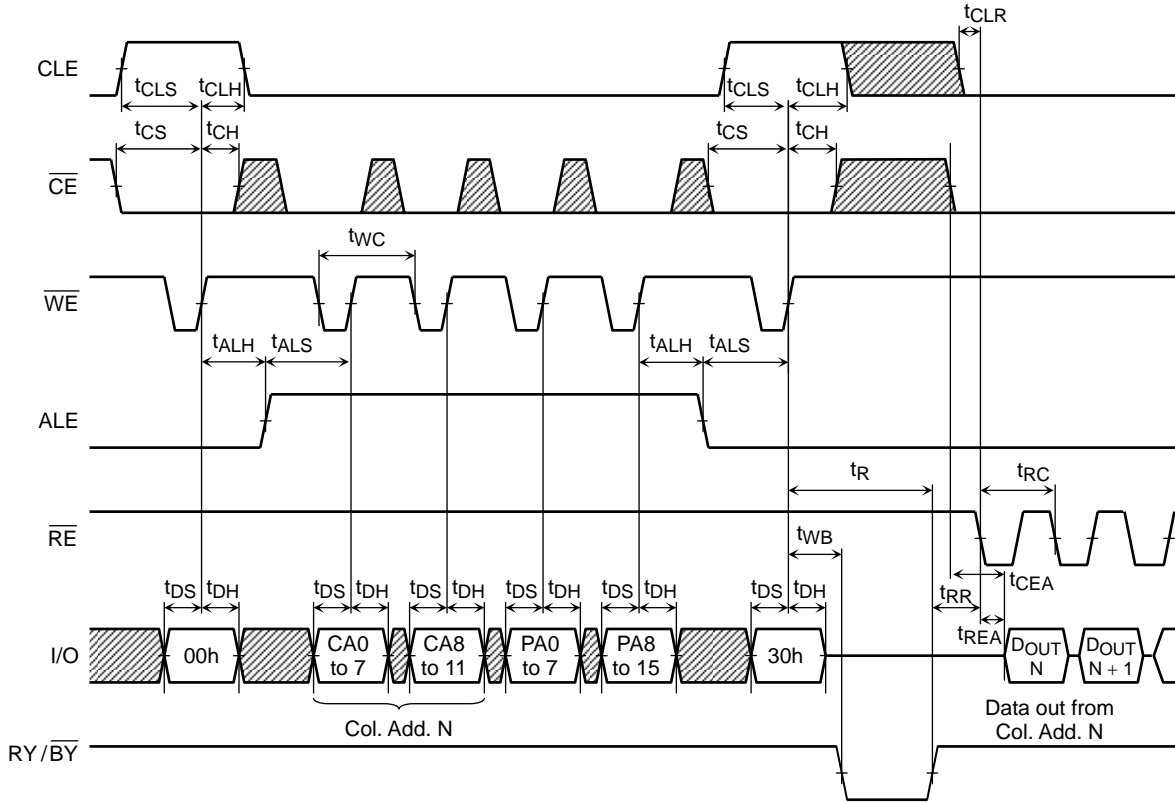 tCLR
CLE
tCLS tCLH tCLS tCLH
tCS tCH tCS tCH
CE
tWC
WE
tALH tALS tALH tALS
ALE
tR
tRC
RE
tWB
tDS tDH tDS tDH tDS tDH tDS tDH tDS tDH tDS tDH
tCEA
tRR
tREA
I/O
00h
CA0 to 7
CA8 to 11
PA0 to 7
PA8 to 15
30h
DOUT N
DOUT N + 1
Col. Add. N
Data out from
Col. Add. N
RY/BY